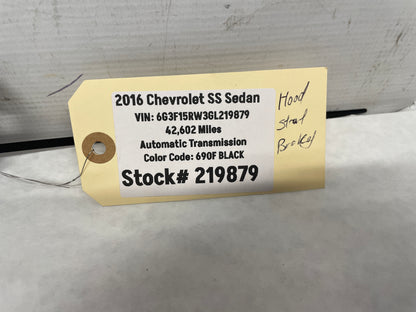 2016 Chevrolet SS Sedan
VIN: 6G3F15RW3GL219879
42,602 Miles
Automatic Transmission
Color Code: 690F BLACK
Stock# 219879
Hood
Strut
Bracket